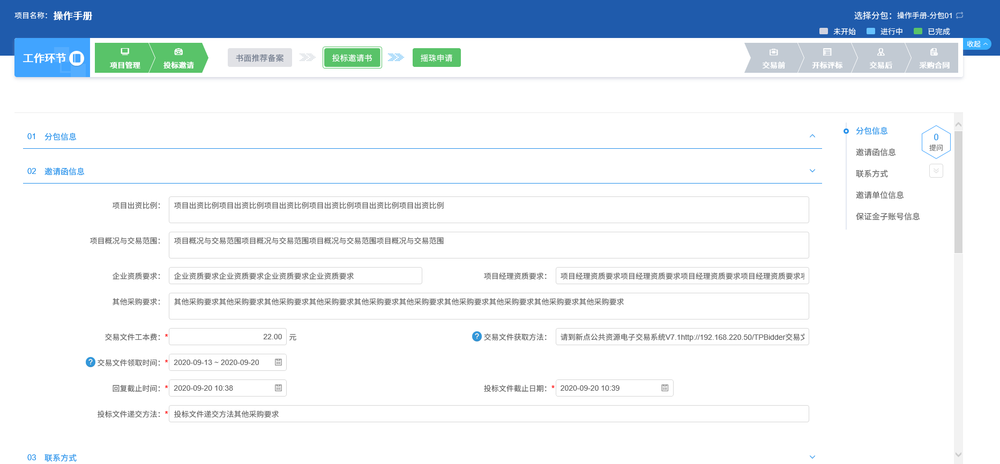 项目名称： 操作手册
选择分包：操作手册-分包01
未开始 进行中 已完成
收起
工作环节
项目管理 投标邀请
书面推荐备案 投标邀请书 摇珠申请
交易前 开标评标 交易后 采购合同
01 分包信息
02 邀请函信息
项目出资比例： 项目出资比例项目出资比例项目出资比例项目出资比例项目出资比例项目出资比例
项目概况与交易范围： 项目概况与交易范围项目概况与交易范围项目概况与交易范围项目概况与交易范围
企业资质要求： 企业资质要求企业资质要求企业资质要求企业资质要求
项目经理资质要求： 项目经理资质要求项目经理资质要求项目经理资质要求项目经理资质要求
其他采购要求： 其他采购要求其他采购要求其他采购要求其他采购要求其他采购要求其他采购要求其他采购要求其他采购要求其他采购要求其他采购要求
交易文件工本费：* 22.00 元
? 交易文件获取方法： 请到新点公共资源电子交易系统V7.1http://192.168.220.50/TPBidder交易
? 交易文件领取时间：* 2020-09-13 ~ 2020-09-20
回复截止时间：* 2020-09-20 10:38
投标文件截止日期：* 2020-09-20 10:39
投标文件递交方法：* 投标文件递交方法其他采购要求
03 联系方式
分包信息
邀请函信息
联系方式
邀请单位信息
保证金子账号信息
0
提问